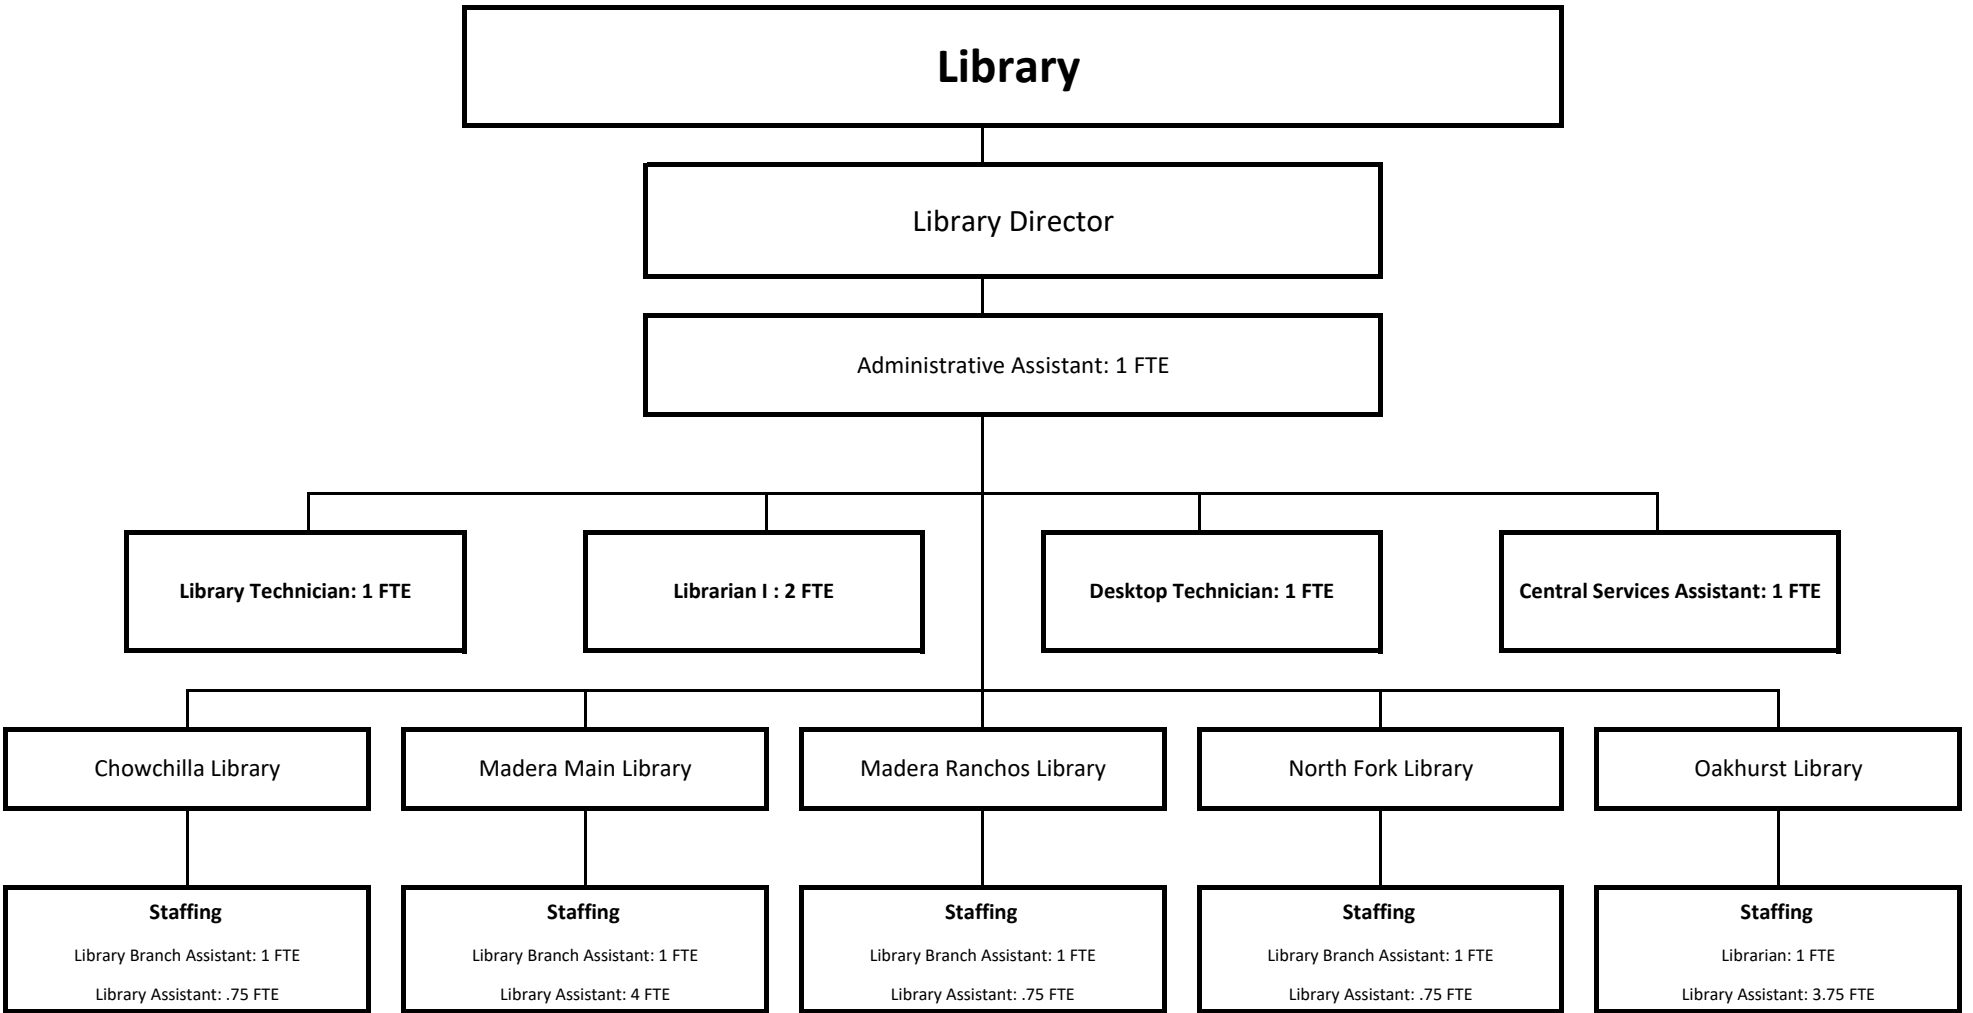 Library
Library Director
Administrative Assistant: 1 FTE
Library Technician: 1 FTE
Librarian I : 2 FTE
Desktop Technician: 1 FTE
Central Services Assistant: 1 FTE
Chowchilla Library
Madera Main Library
Madera Ranchos Library
North Fork Library
Oakhurst Library
Staffing
Library Branch Assistant: 1 FTE
Library Assistant: .75 FTE
Staffing
Library Branch Assistant: 1 FTE
Library Assistant: 4 FTE
Staffing
Library Branch Assistant: 1 FTE
Library Assistant: .75 FTE
Staffing
Library Branch Assistant: 1 FTE
Library Assistant: .75 FTE
Staffing
Librarian: 1 FTE
Library Assistant: 3.75 FTE